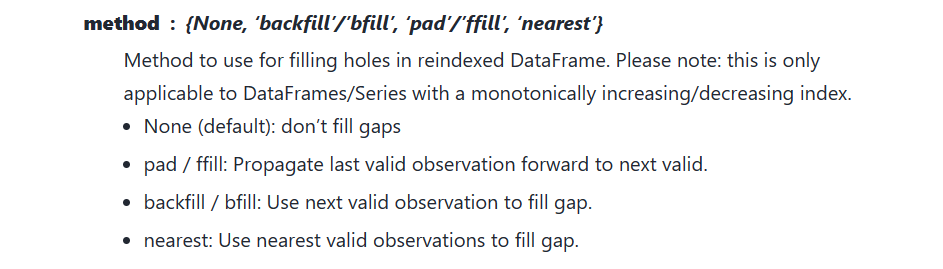 method : {None, ‘backfill’/’bfill’, ‘pad’/’ffill’, ‘nearest’}
Method to use for filling holes in reindexed DataFrame. Please note: this is only
applicable to DataFrames/Series with a monotonically increasing/decreasing index.
• None (default): don’t fill gaps
• pad / ffill: Propagate last valid observation forward to next valid.
• backfill / bfill: Use next valid observation to fill gap.
• nearest: Use nearest valid observations to fill gap.